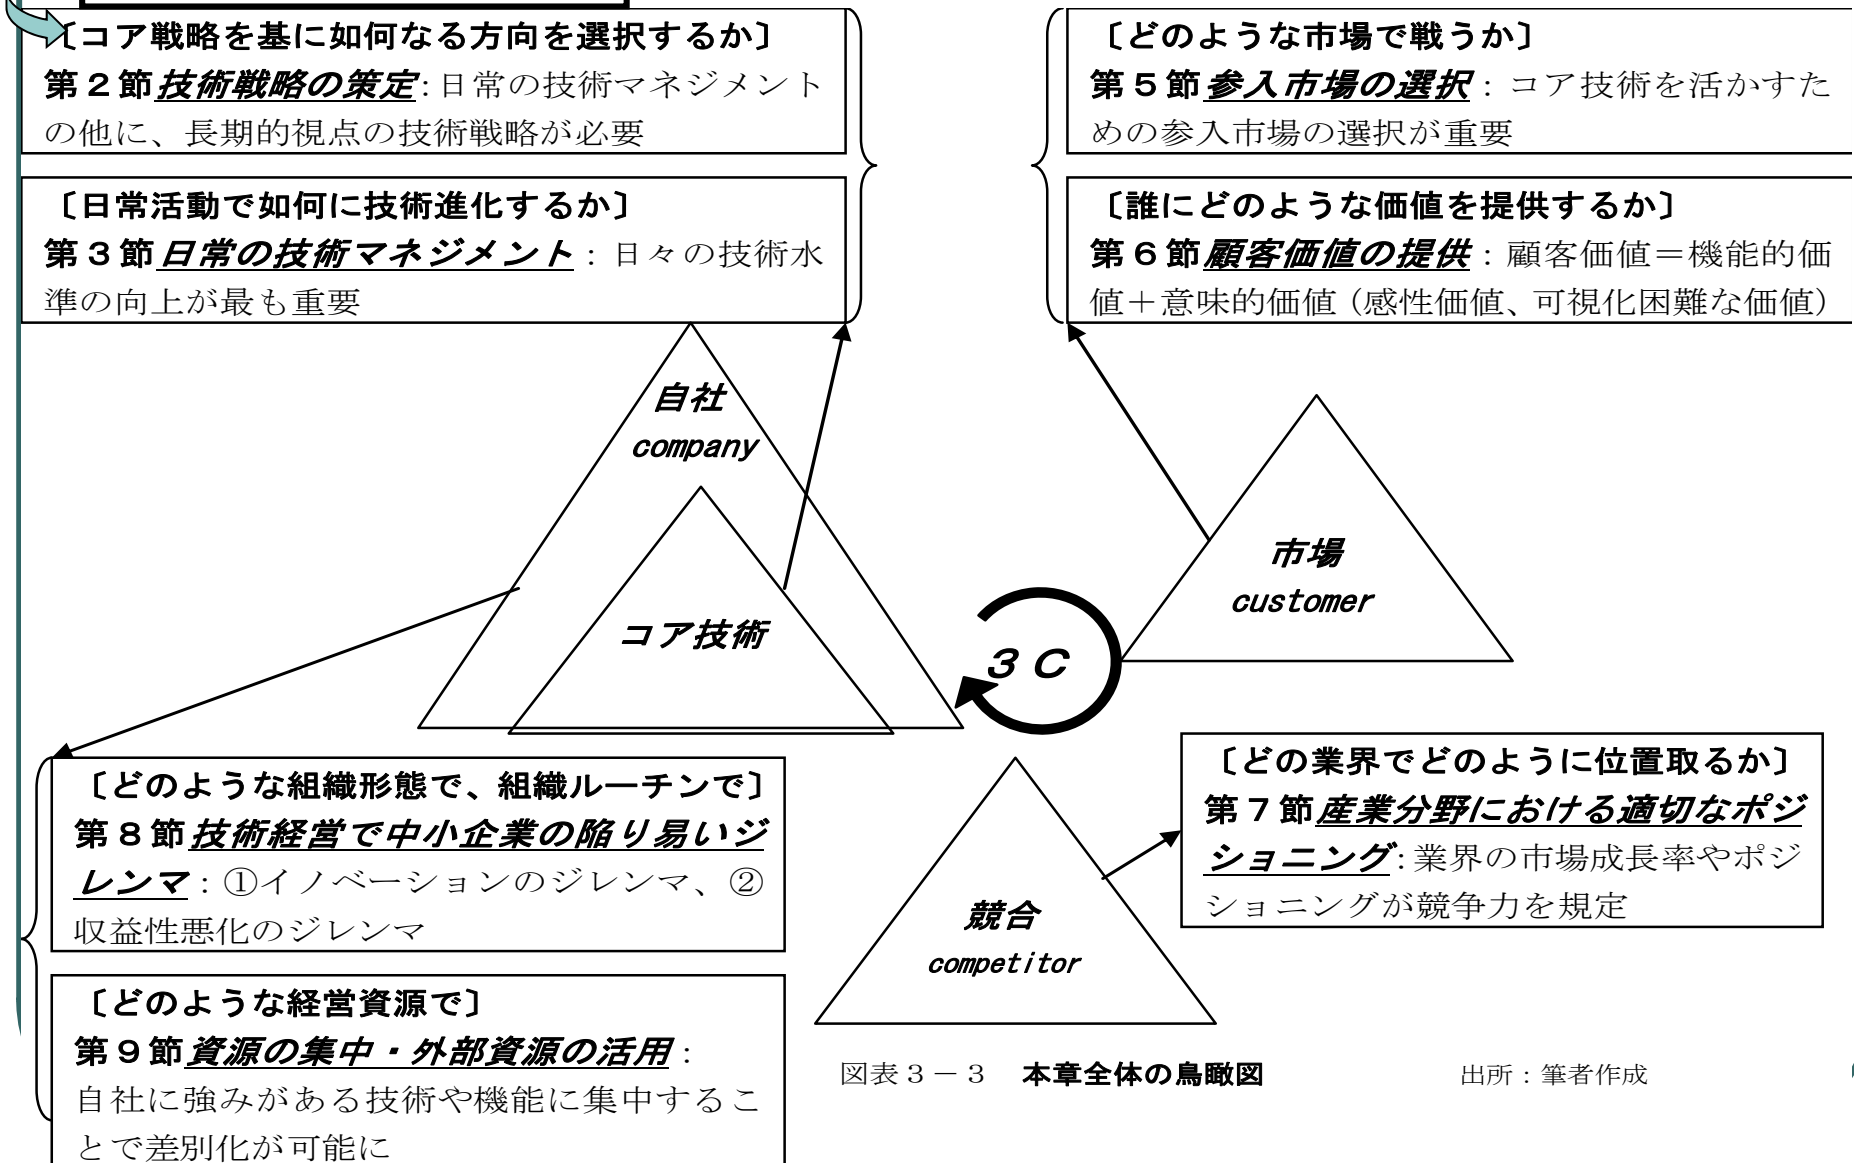 〔コア戦略を基に如何なる方向を選択するか〕
第２節技術戦略の策定：日常の技術マネジメント
の他に、長期的視点の技術戦略が必要
〔日常活動で如何に技術進化するか〕
第３節日常の技術マネジメント：日々の技術水
準の向上が最も重要
〔どのような市場で戦うか〕
第５節参入市場の選択：コア技術を活かすた
めの参入市場の選択が重要
〔誰にどのような価値を提供するか〕
第６節顧客価値の提供：顧客価値＝機能的価
値＋意味的価値（感性価値、可視化困難な価値）
自社
company
コア技術
市場
customer
３Ｃ
競合
competitor
〔どの業界でどのように位置取るか〕
第７節産業分野における適切なポジ
ショニング：業界の市場成長率やポジ
ショニングが競争力を規定
〔どのような組織形態で、組織ルーチンで〕
第８節技術経営で中小企業の陥り易いジ
レンマ：①イノベーションのジレンマ、②
収益性悪化のジレンマ
〔どのような経営資源で〕
第９節資源の集中・外部資源の活用：
自社に強みがある技術や機能に集中するこ
とで差別化が可能に
図表３－３　本章全体の鳥瞰図　出所：筆者作成